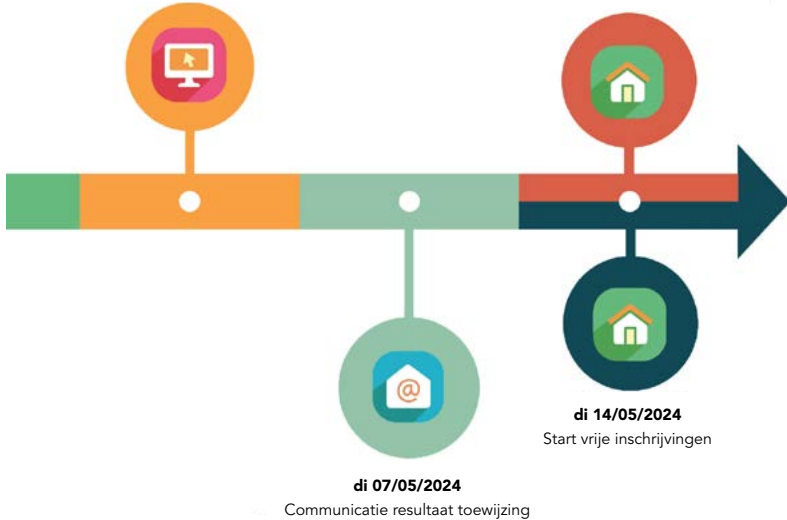 @
di 14/05/2024
Start vrije inschrijvingen
di 07/05/2024
Communicatie resultaat toewijzing